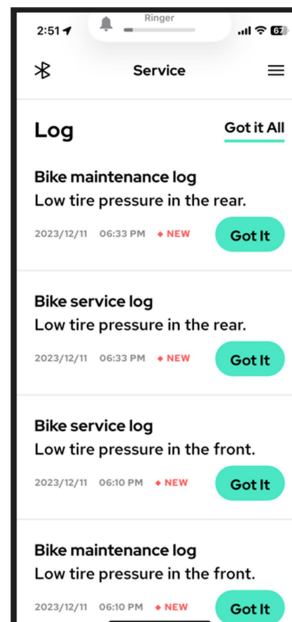 Ringer
2:51
67
Service
Log
Got it All
Bike maintenance log
Low tire pressure in the rear.
2023/12/11 06:33 PM NEW
Got It
Bike service log
Low tire pressure in the rear.
2023/12/11 06:33 PM NEW
Got It
Bike service log
Low tire pressure in the front.
2023/12/11 06:10 PM NEW
Got It
Bike maintenance log
Low tire pressure in the front.
2023/12/11 06:10 PM NEW
Got It